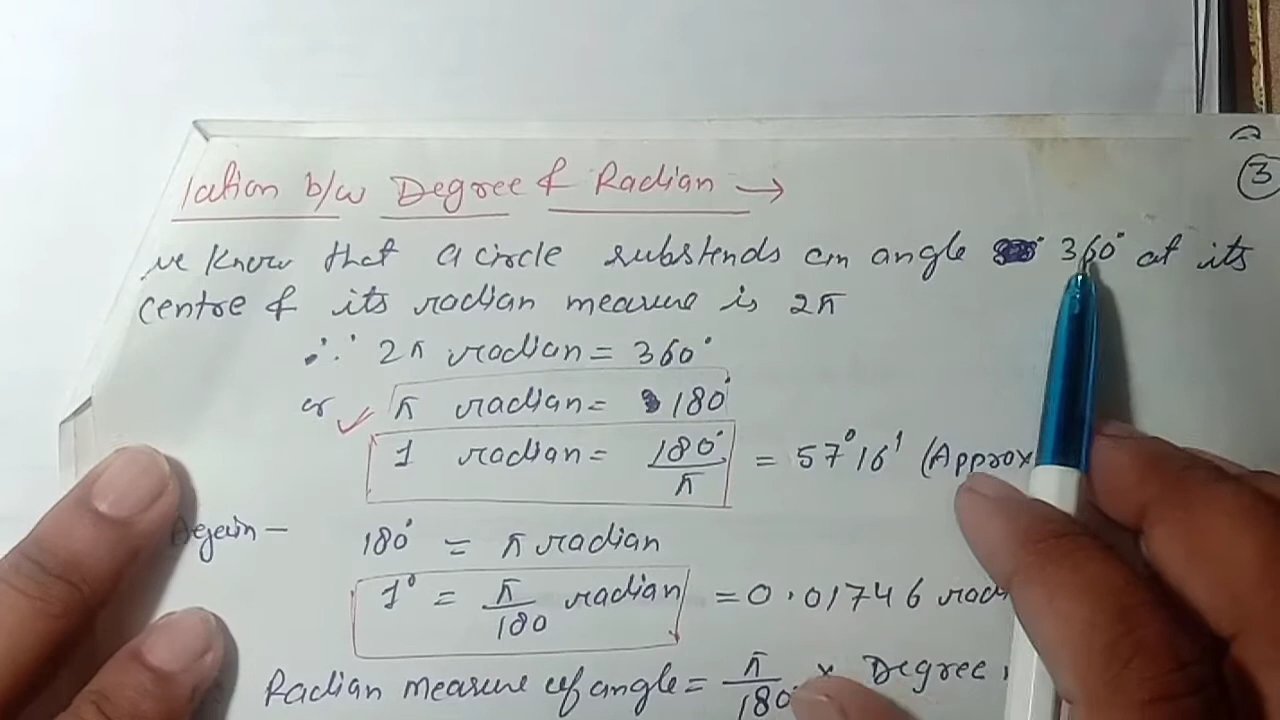 ③
lation b/w Degree & Radian →
we know that a circle substends an angle 360° at its
centre & its radian measure is 2π
∴ 2π radian = 360°
or π radian = 180°
1 radian = 180°/π = 57°16' (Approx
Again — 180° = π radian
1° = π/180 radian = 0.01746 rad
Radian measure of angle = π/180 × Degree